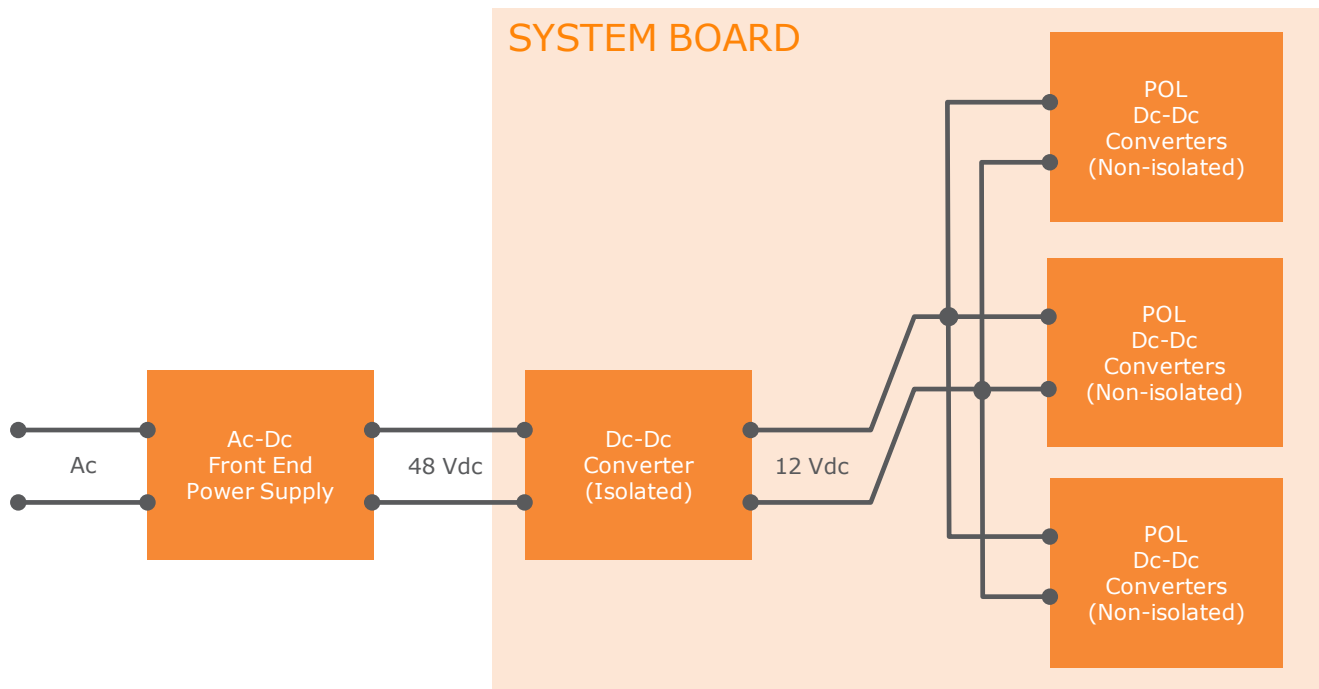 SYSTEM BOARD
POL
Dc-Dc
Converters
(Non-isolated)
POL
Dc-Dc
Converters
(Non-isolated)
Ac
Ac-Dc
Front End
Power Supply
48 Vdc
Dc-Dc
Converter
(Isolated)
12 Vdc
POL
Dc-Dc
Converters
(Non-isolated)